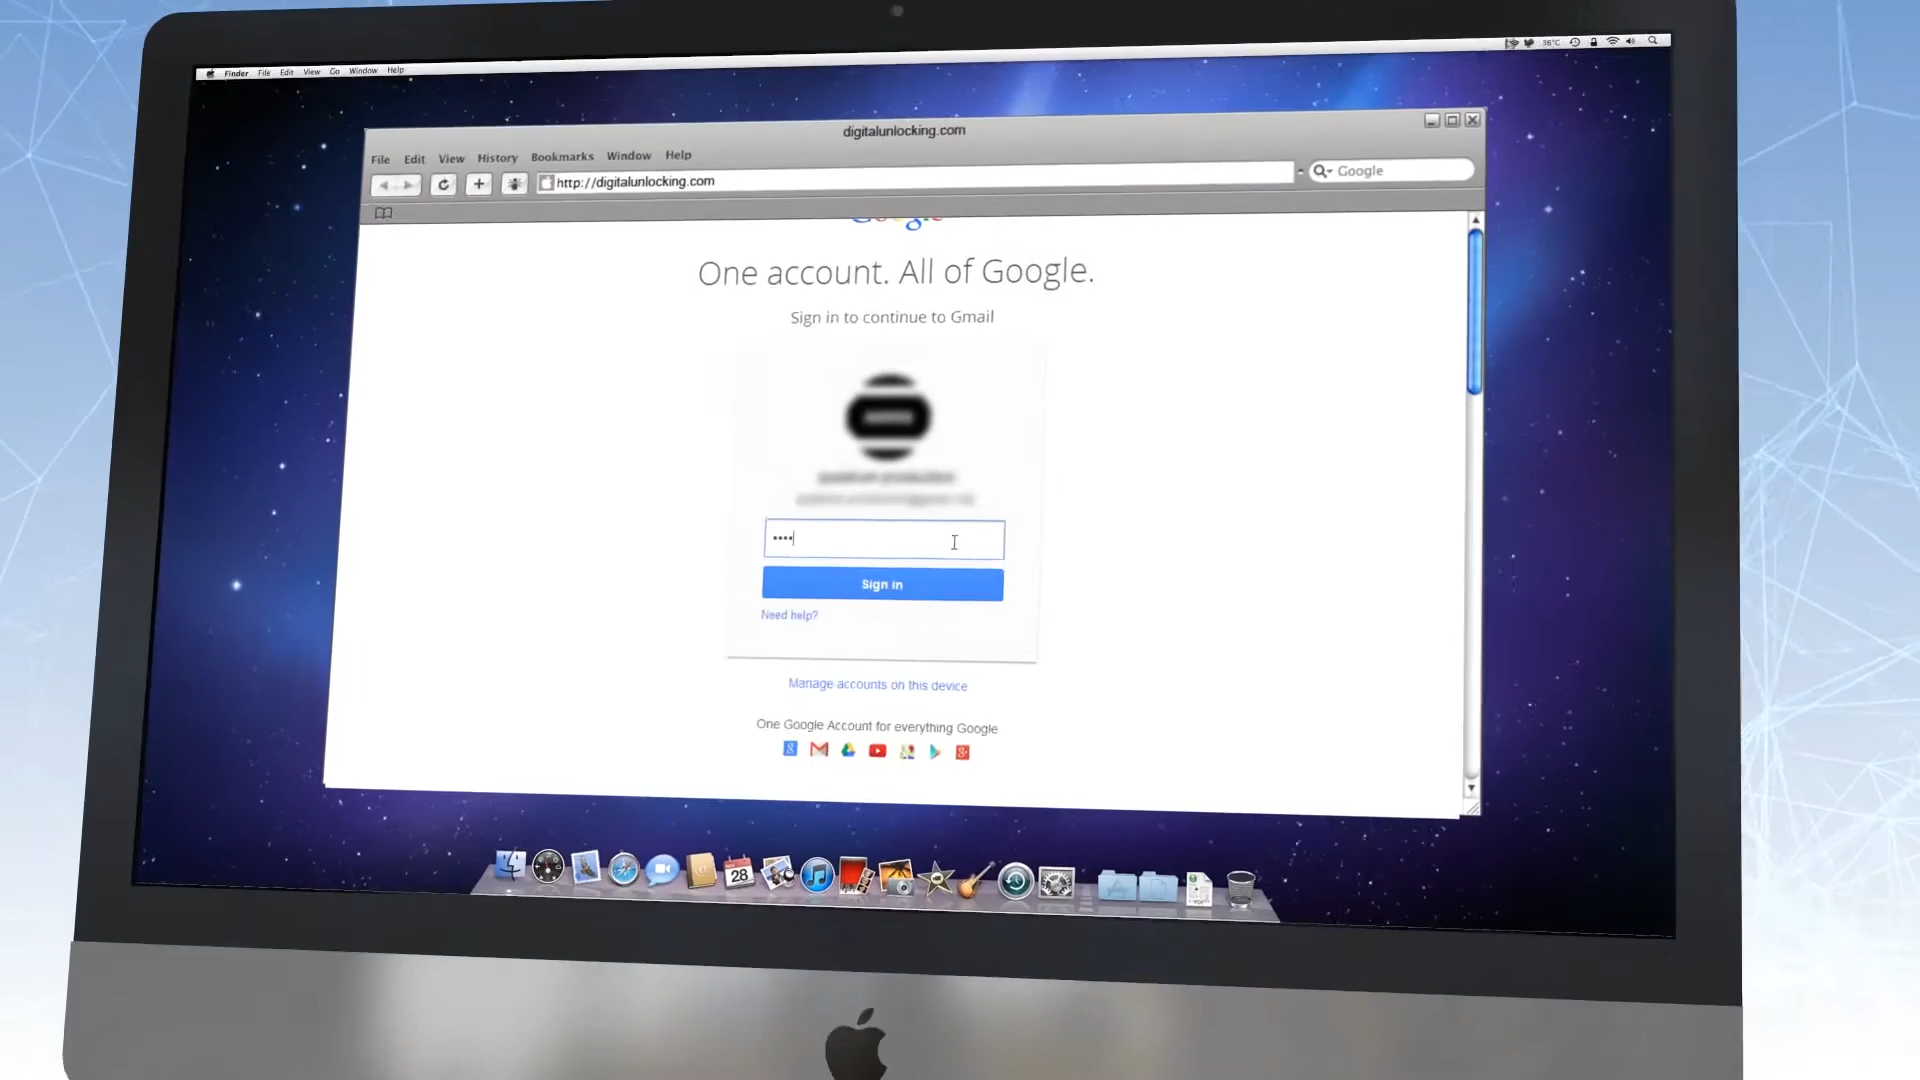 Finder File Edit View Go Window Help
36°C
digitalunlocking.com
File Edit View History Bookmarks Window Help
http://digitalunlocking.com
Google
Google
One account. All of Google.
Sign in to continue to Gmail
••••
Sign in
Need help?
Manage accounts on this device
One Google Account for everything Google
28